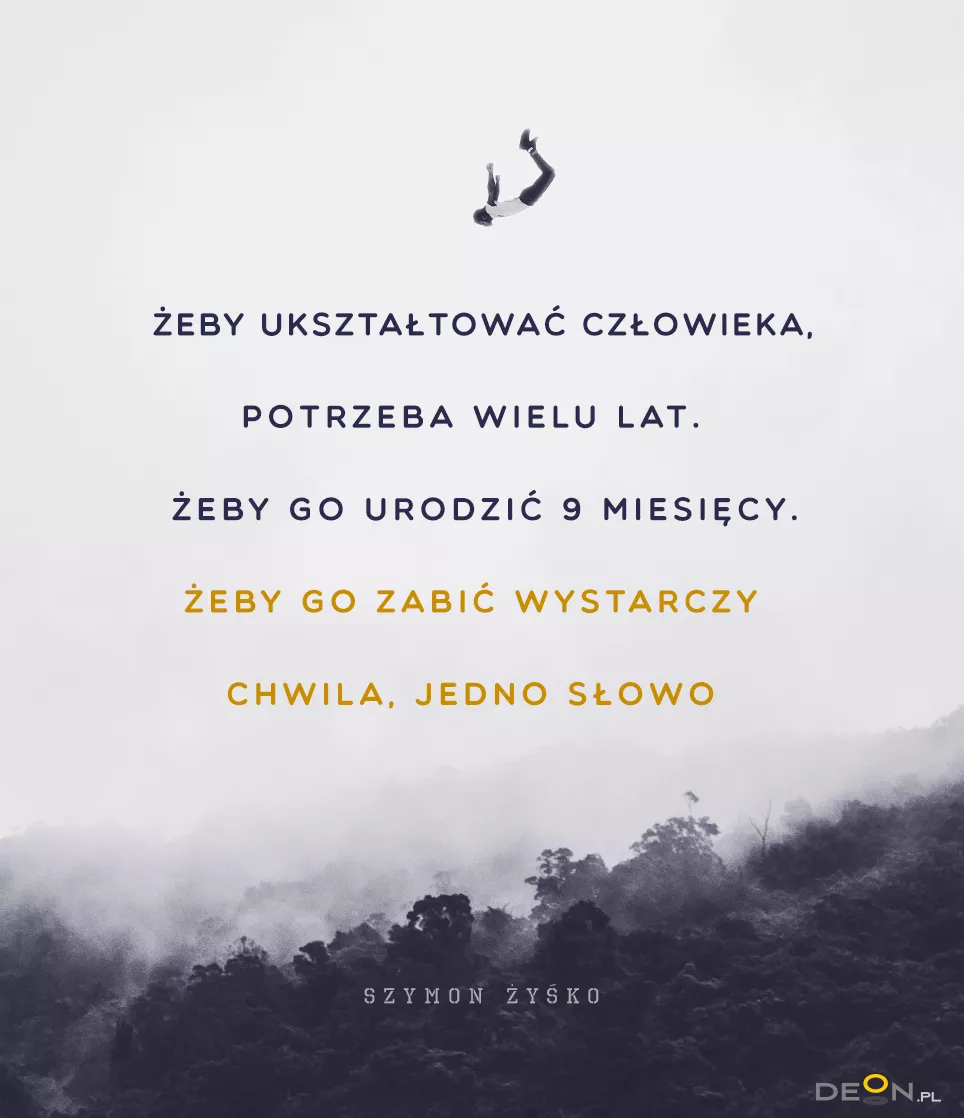 ŻEBY UKSZTAŁTOWAĆ CZŁOWIEKA,
POTRZEBA WIELU LAT.
ŻEBY GO URODZIĆ 9 MIESIĘCY.
ŻEBY GO ZABIĆ WYSTARCZY
CHWILA, JEDNO SŁOWO
SZYMON ŻYŚKO
DEON.PL